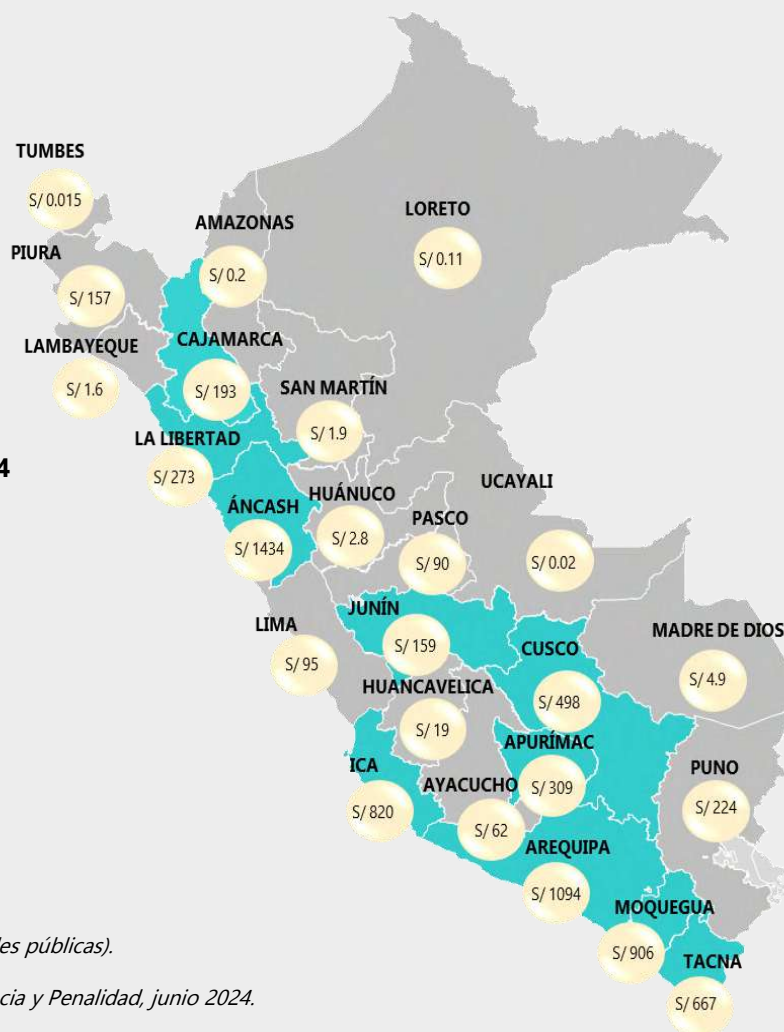 TUMBES
S/ 0.015
AMAZONAS
LORETO
PIURA
S/ 0.2
S/ 0.11
S/ 157
LAMBAYEQUE
CAJAMARCA
S/ 1.6
S/ 193
SAN MARTÍN
S/ 1.9
LA LIBERTAD
4
S/ 273
HUÁNUCO
UCAYALI
ÁNCASH
PASCO
S/ 1434
S/ 2.8
S/ 90
S/ 0.02
JUNÍN
LIMA
MADRE DE DIOS
S/ 159
CUSCO
S/ 95
S/ 4.9
HUANCAVELICA
S/ 498
S/ 19
APURÍMAC
ICA
PUNO
AYACUCHO
S/ 309
S/ 820
S/ 224
S/ 62
AREQUIPA
S/ 1094
MOQUEGUA
les públicas).
S/ 906
TACNA
cia y Penalidad, junio 2024.
S/ 667